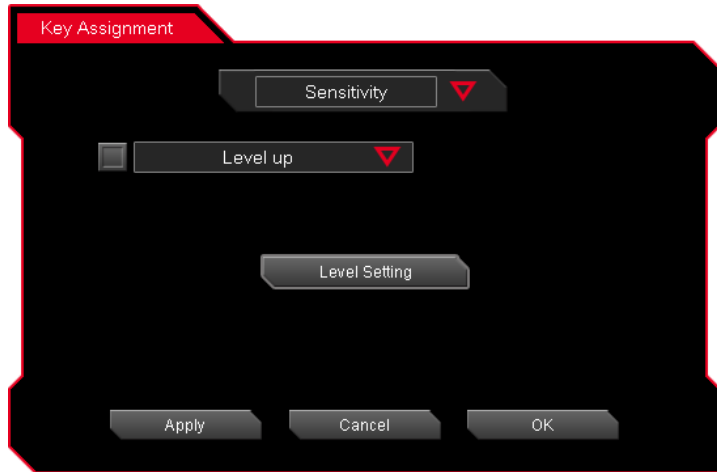 Key Assignment
Sensitivity
Level up
Level Setting
Apply Cancel OK